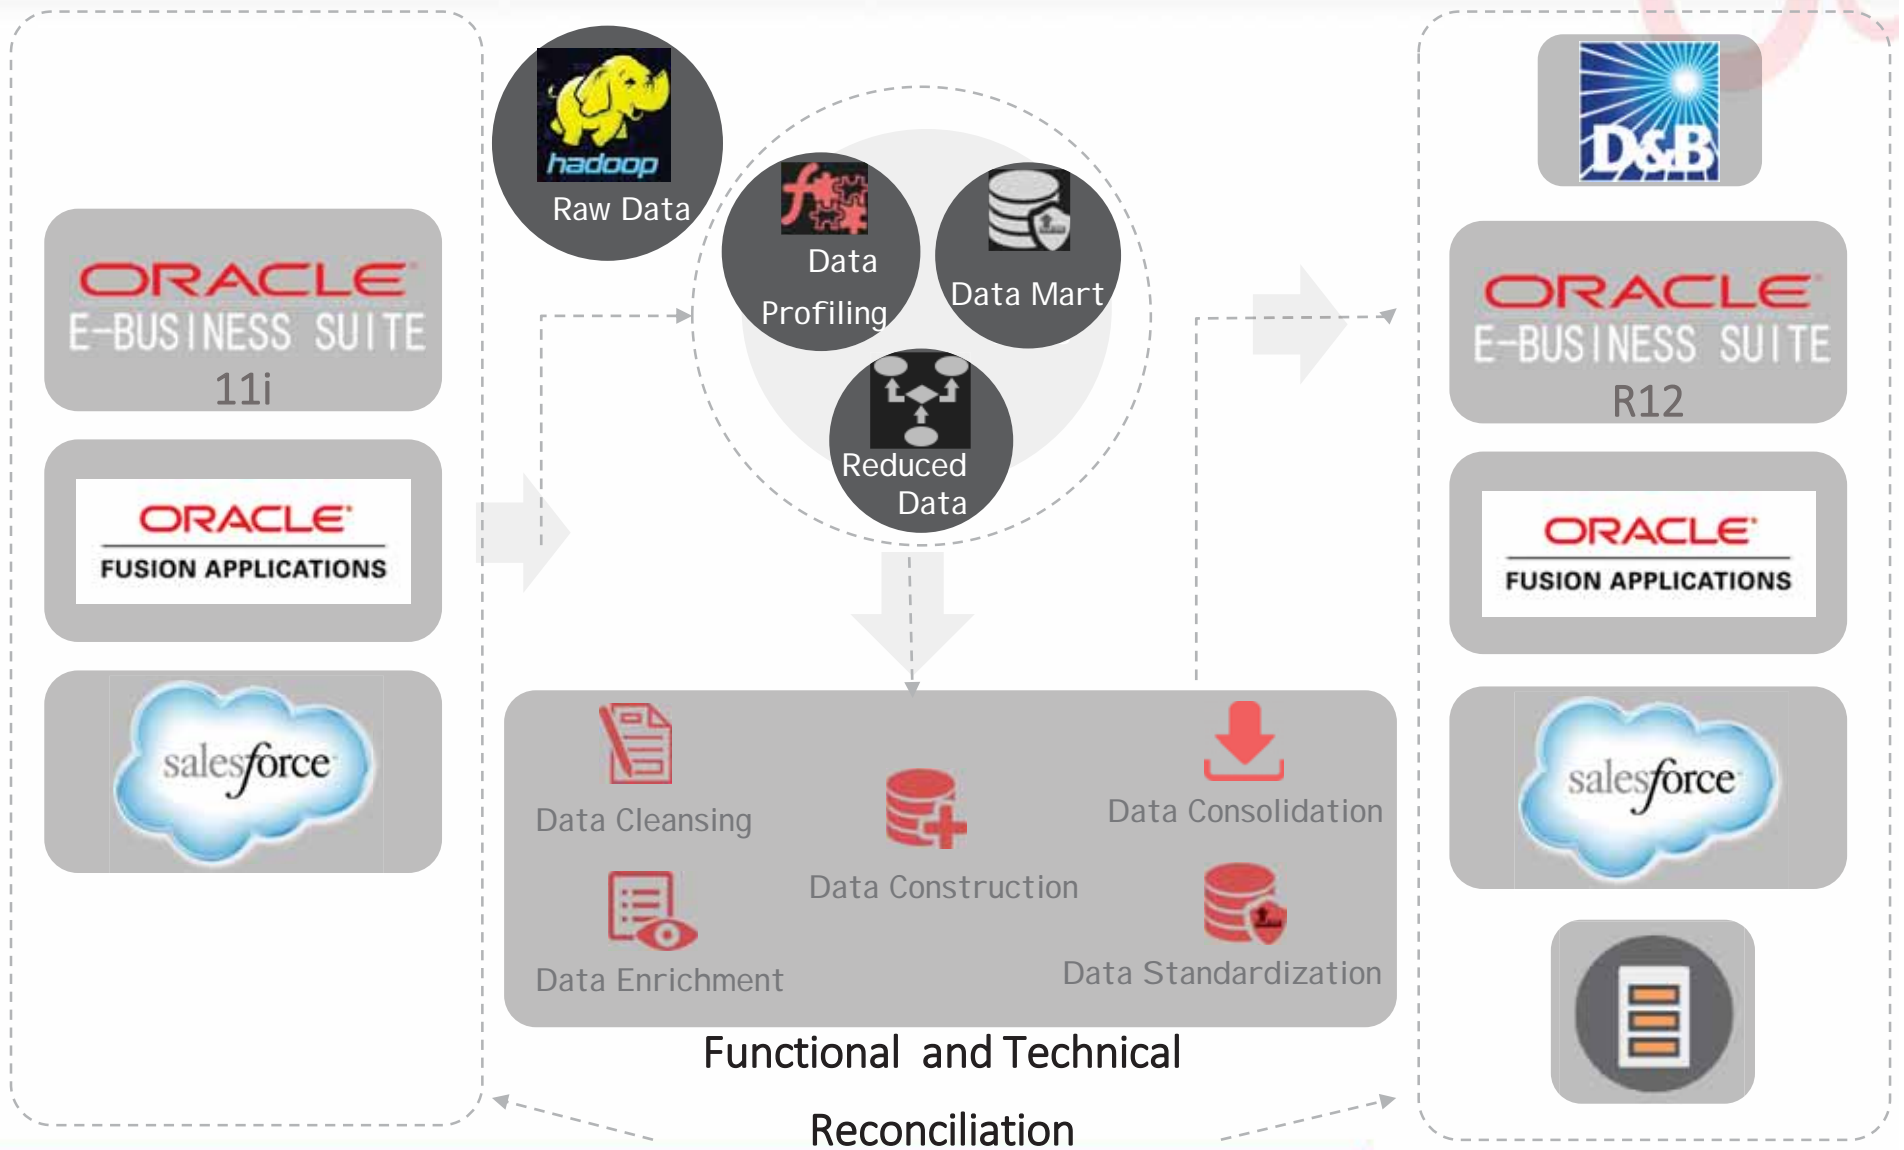 ORACLE
E-BUSINESS SUITE
11i
ORACLE
FUSION APPLICATIONS
salesforce
hadoop
Raw Data
Data
Profiling
Data Mart
Reduced
Data
Data Cleansing
Data Enrichment
Data Construction
Data Consolidation
Data Standardization
Functional and Technical
Reconciliation
D&B
ORACLE
E-BUSINESS SUITE
R12
ORACLE
FUSION APPLICATIONS
salesforce